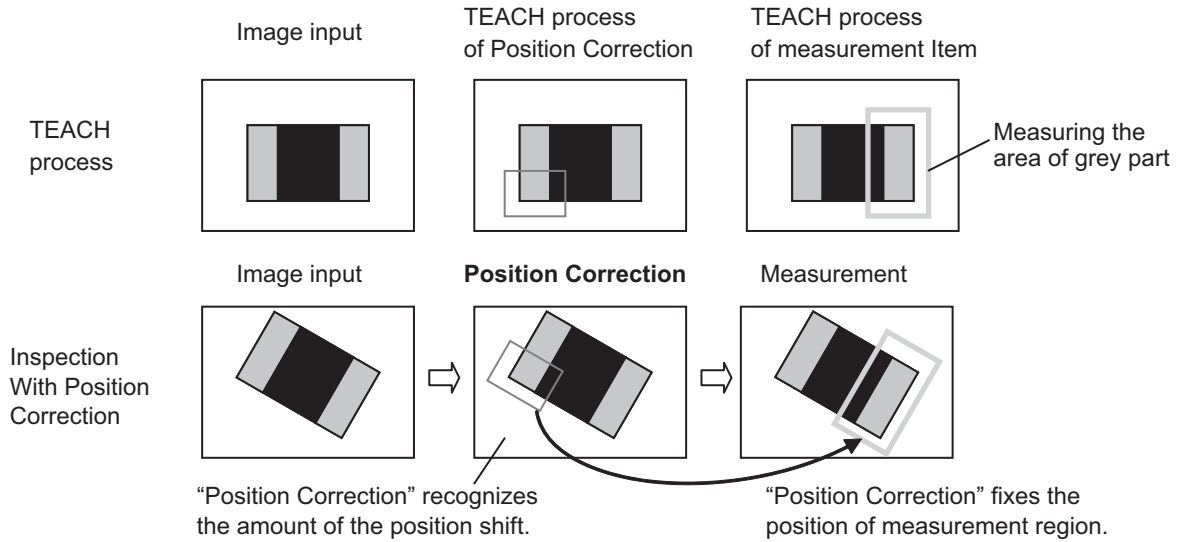 Image input
TEACH process
of Position Correction
TEACH process
of measurement Item
TEACH
process
Measuring the
area of grey part
Image input
Position Correction
Measurement
Inspection
With Position
Correction
“Position Correction” recognizes
the amount of the position shift.
“Position Correction” fixes the
position of measurement region.